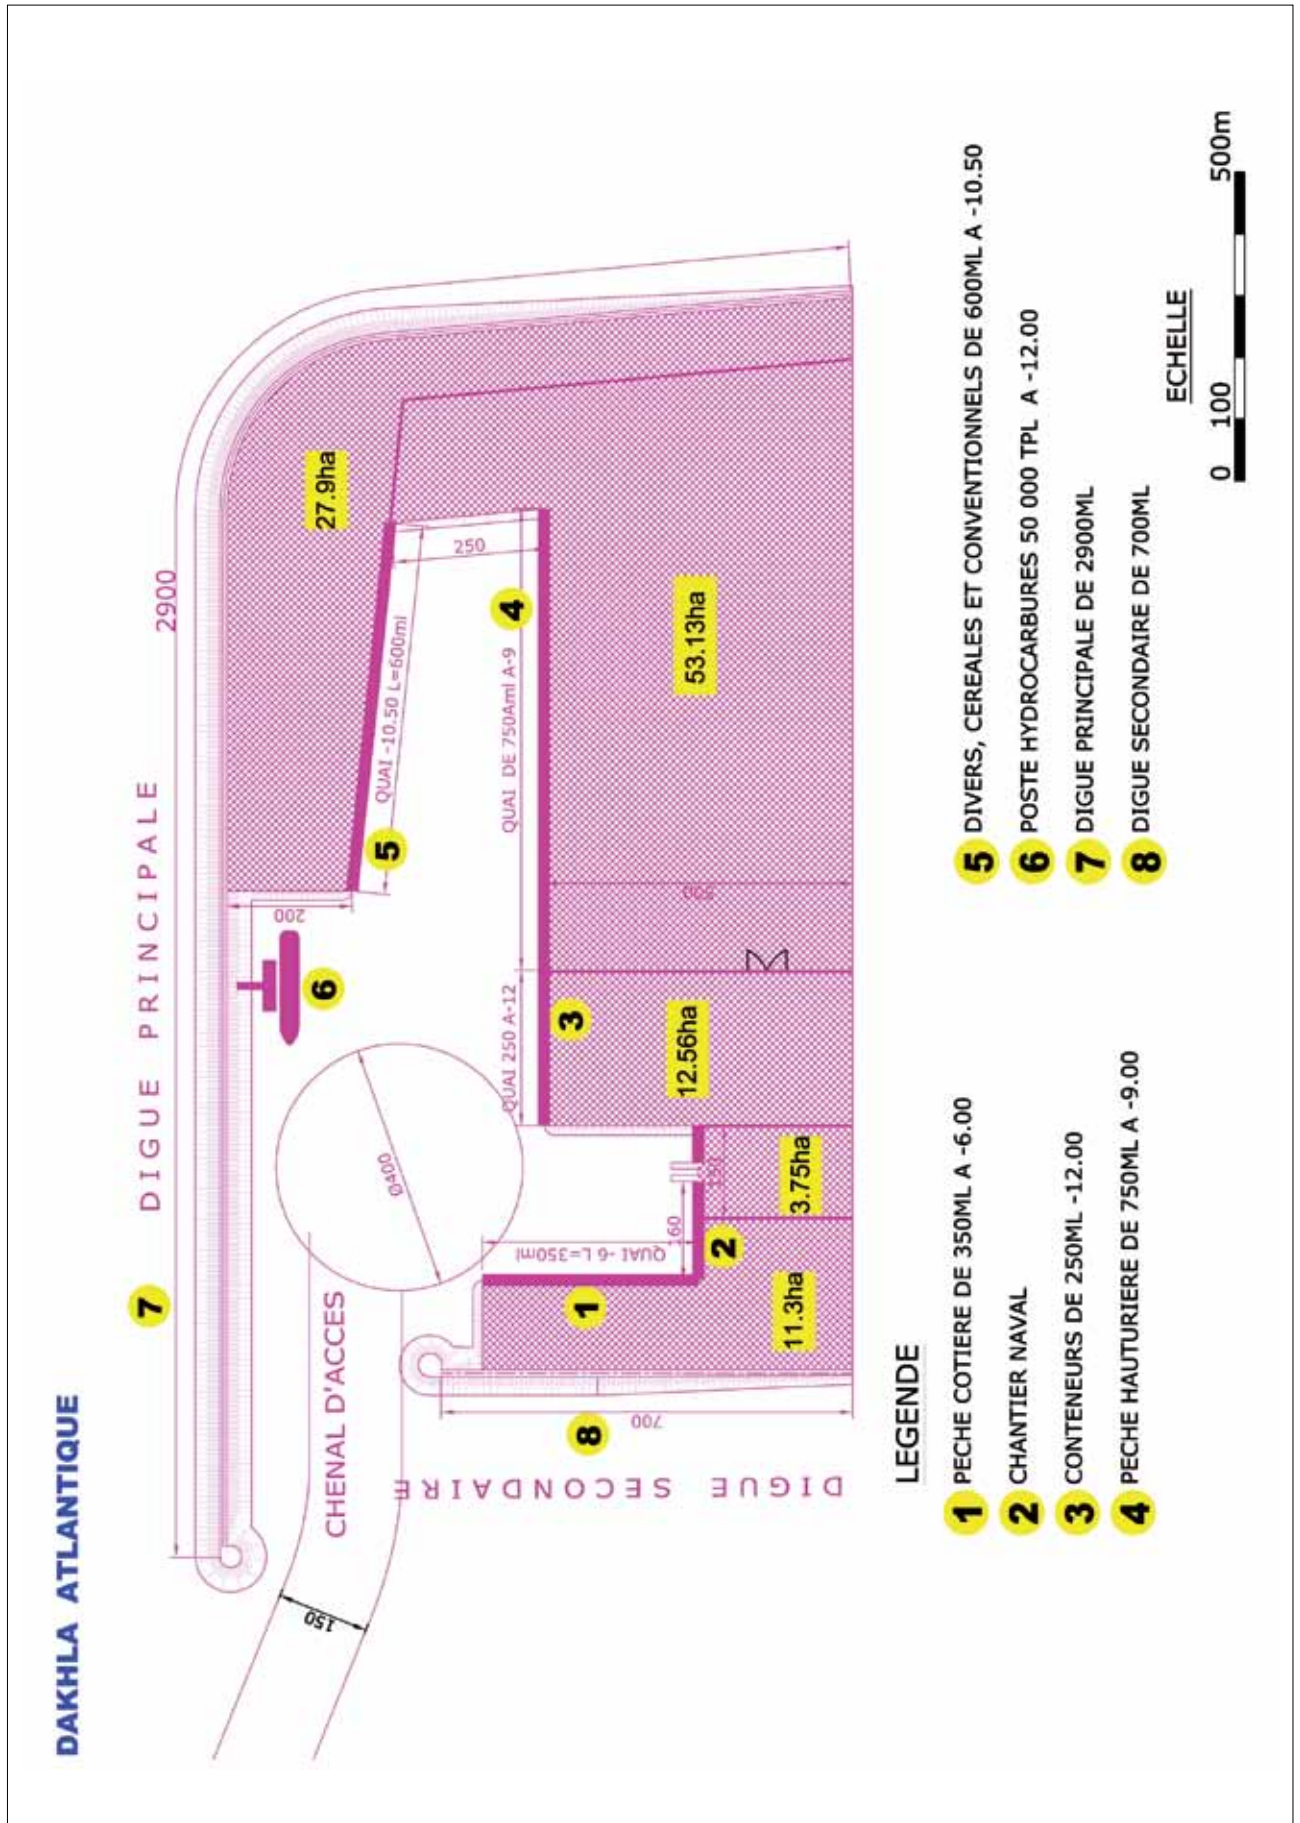 DAKHLA ATLANTIQUE
DIGUE PRINCIPALE
7
2900
CHENAL D'ACCES
150
Ø400
6
200
27.9ha
5
QUAI -10.50 L=600ml
250
4
QUAI DE 750Aml A-9
QUAI 250 A-12
3
500
53.13ha
12.56ha
3.75ha
11.3ha
160
2
QUAI -6 L=350ml
1
DIGUE SECONDAIRE
8
700
LEGENDE
1 PECHE COTIERE DE 350ML A -6.00
2 CHANTIER NAVAL
3 CONTENEURS DE 250ML -12.00
4 PECHE HAUTURIERE DE 750ML A -9.00
5 DIVERS, CEREALES ET CONVENTIONNELS DE 600ML A -10.50
6 POSTE HYDROCARBURES 50 000 TPL A -12.00
7 DIGUE PRINCIPALE DE 2900ML
8 DIGUE SECONDAIRE DE 700ML
ECHELLE
0 100 500m